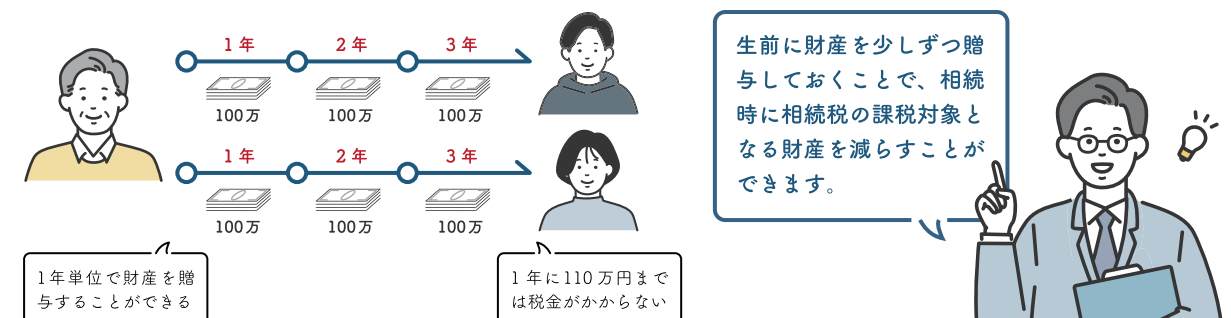 1年
2年
3年
100万
100万
100万
1年
2年
3年
100万
100万
100万
1年単位で財産を贈
与することができる
1年に110万円まで
は税金がかからない
生前に財産を少しずつ贈
与しておくことで、相続
時に相続税の課税対象と
なる財産を減らすことが
できます。